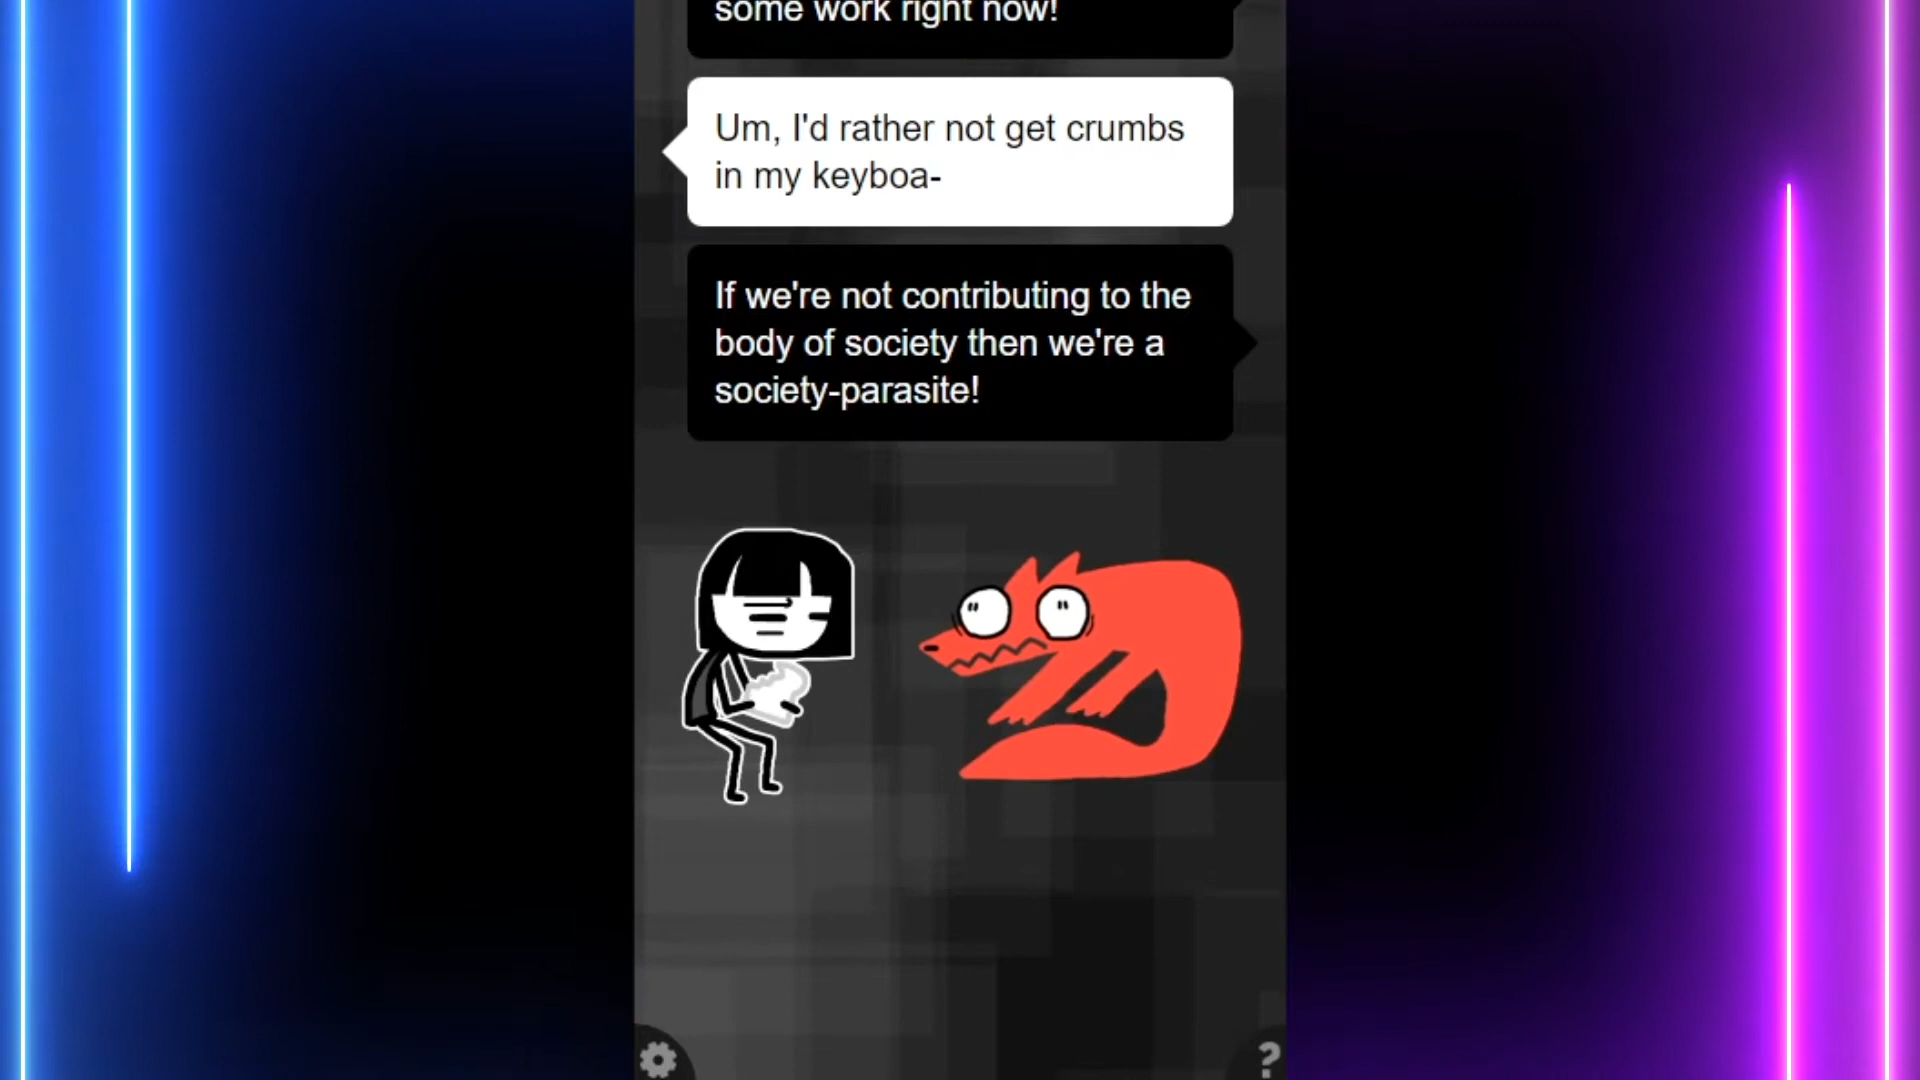 some work right now!
Um, I'd rather not get crumbs
in my keyboa-
If we're not contributing to the
body of society then we're a
society-parasite!
?